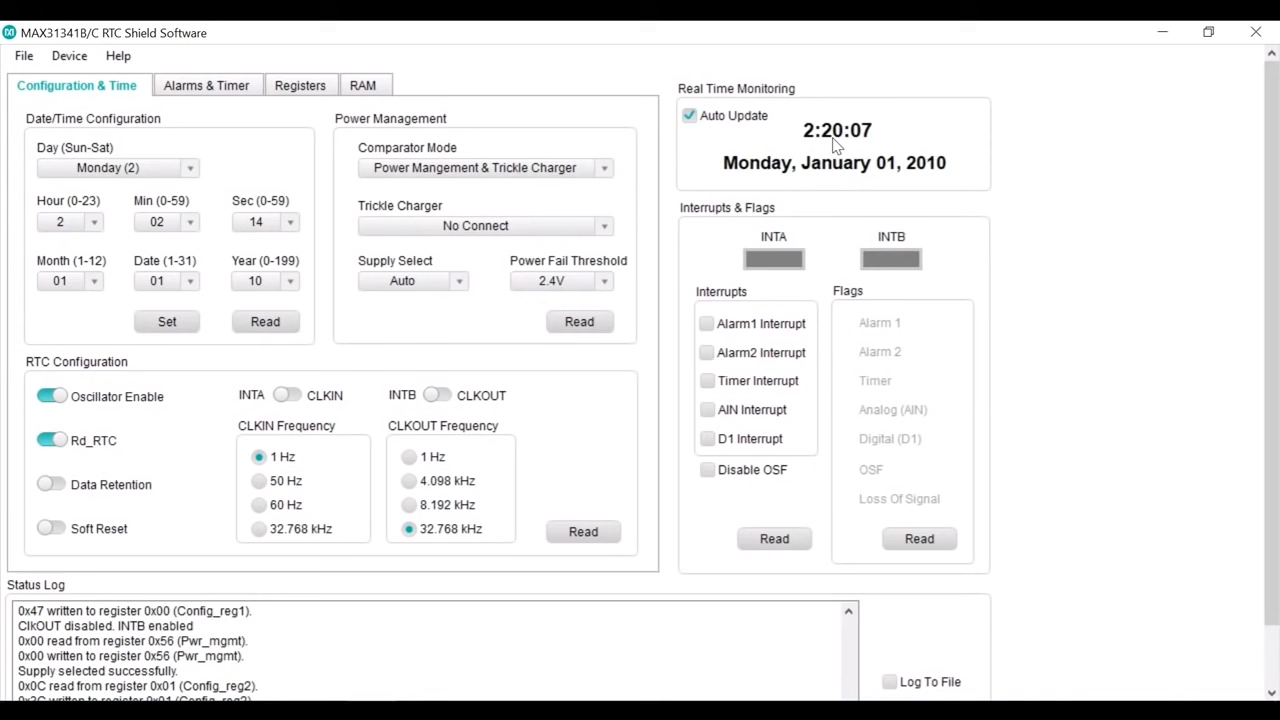 MAX31341B/C RTC Shield Software
File Device Help
Configuration & Time Alarms & Timer Registers RAM
Date/Time Configuration
Day (Sun-Sat)
Monday (2)
Hour (0-23) Min (0-59) Sec (0-59)
2 02 14
Month (1-12) Date (1-31) Year (0-199)
01 01 10
Set Read
Power Management
Comparator Mode
Power Mangement & Trickle Charger
Trickle Charger
No Connect
Supply Select Power Fail Threshold
Auto 2.4V
Read
RTC Configuration
Oscillator Enable
Rd_RTC
Data Retention
Soft Reset
INTA CLKIN
CLKIN Frequency
1 Hz
50 Hz
60 Hz
32.768 kHz
INTB CLKOUT
CLKOUT Frequency
1 Hz
4.098 kHz
8.192 kHz
32.768 kHz
Read
Real Time Monitoring
Auto Update
2:20:07
Monday, January 01, 2010
Interrupts & Flags
INTA INTB
Interrupts
Alarm1 Interrupt
Alarm2 Interrupt
Timer Interrupt
AIN Interrupt
D1 Interrupt
Disable OSF
Read
Flags
Alarm 1
Alarm 2
Timer
Analog (AIN)
Digital (D1)
OSF
Loss Of Signal
Read
Status Log
0x47 written to register 0x00 (Config_reg1).
ClkOUT disabled. INTB enabled
0x00 read from register 0x56 (Pwr_mgmt).
0x00 written to register 0x56 (Pwr_mgmt).
Supply selected successfully.
0x0C read from register 0x01 (Config_reg2).
0x2C written to register 0x01 (Config_reg2)
Log To File